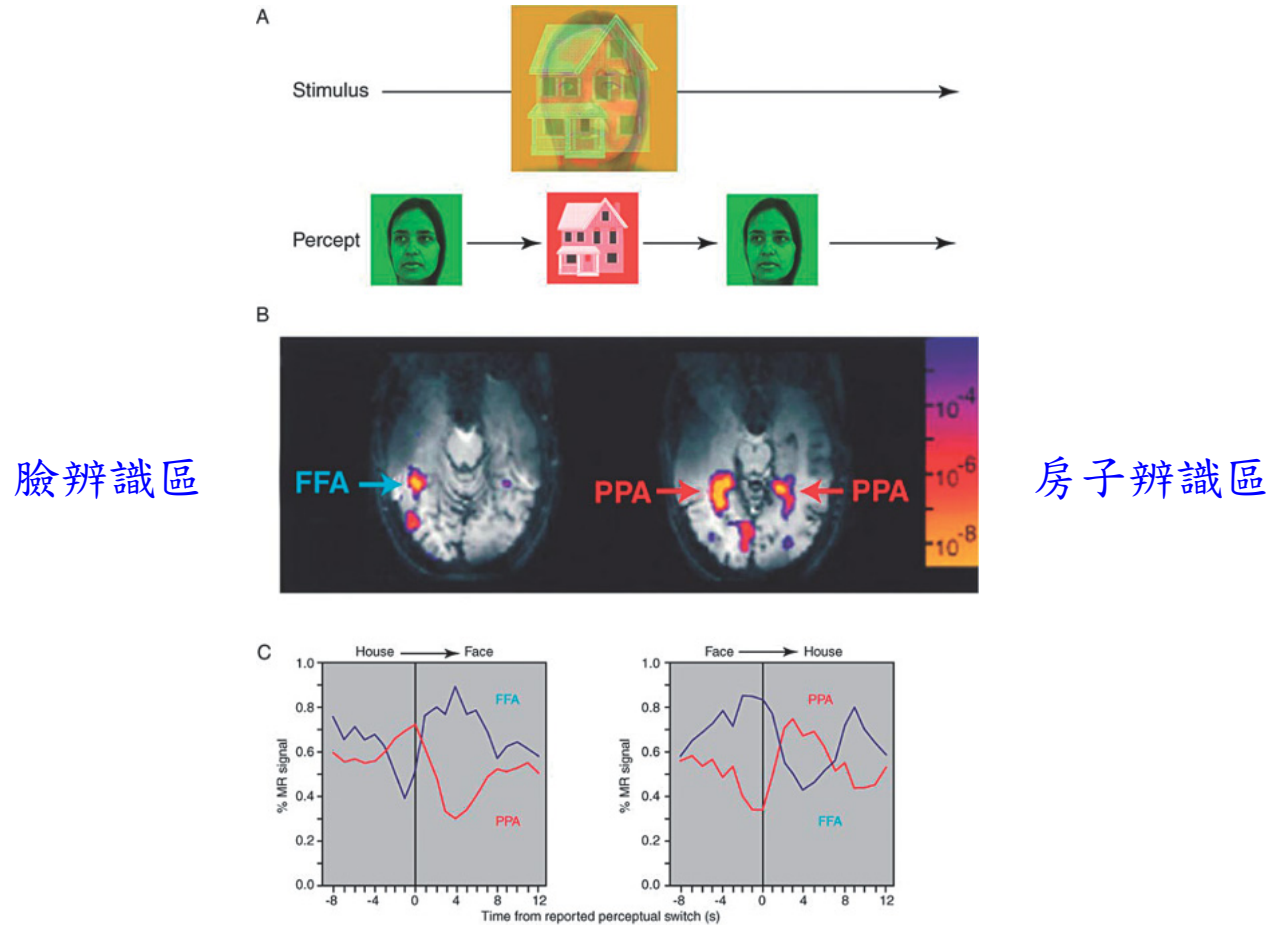 A
Stimulus
Percept
B
臉辨識區
FFA
PPA
PPA
10-4
10-6
10-8
房子辨識區
C
House Face
1.0
0.8
0.6
0.4
0.2
0.0
% MR signal
FFA
PPA
-8 -4 0 4 8 12
Face House
1.0
0.8
0.6
0.4
0.2
0.0
% MR signal
PPA
FFA
-8 -4 0 4 8 12
Time from reported perceptual switch (s)